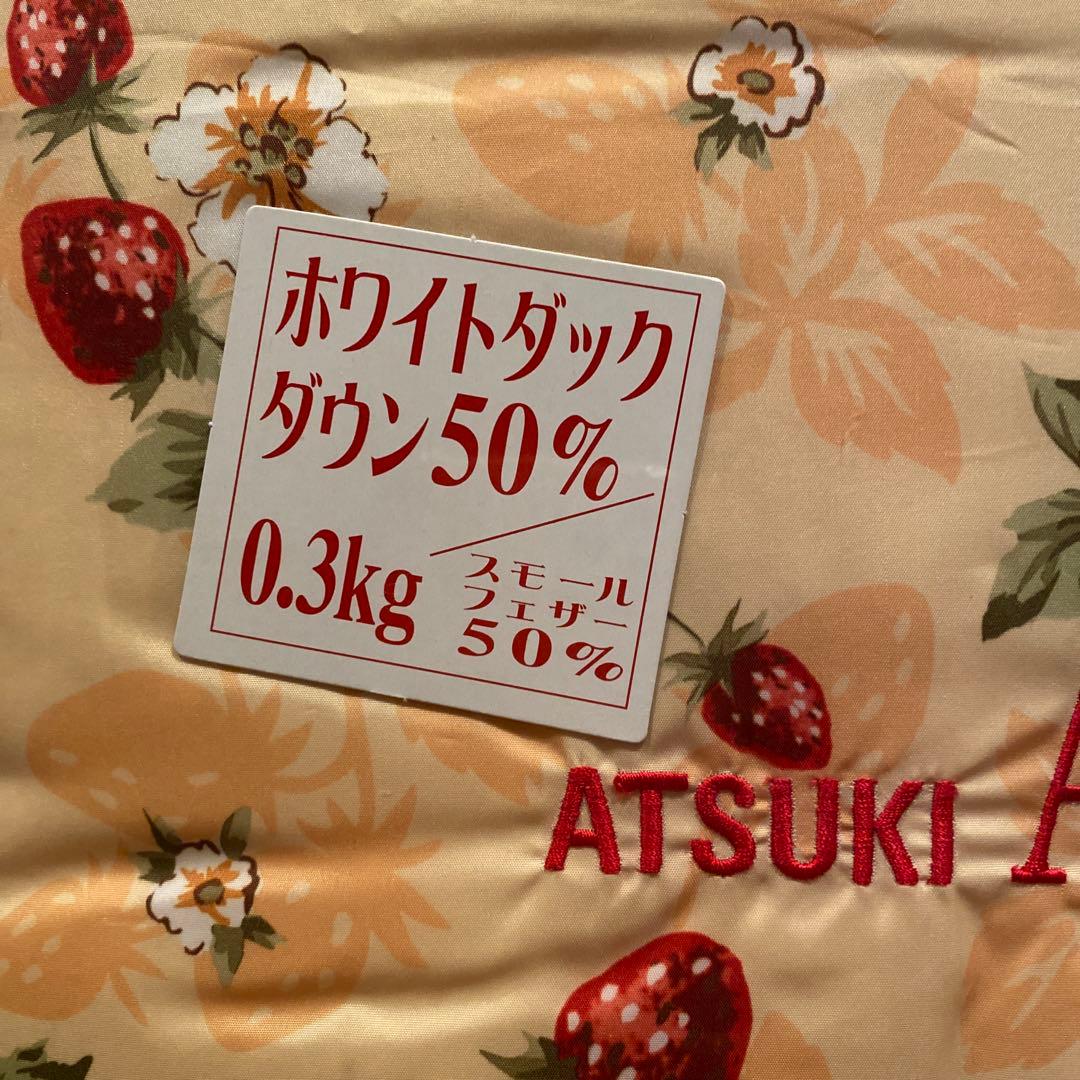 ホワイトダック
ダウン50%
0.3kg
スモール
フェザー
50%
ATSUKI